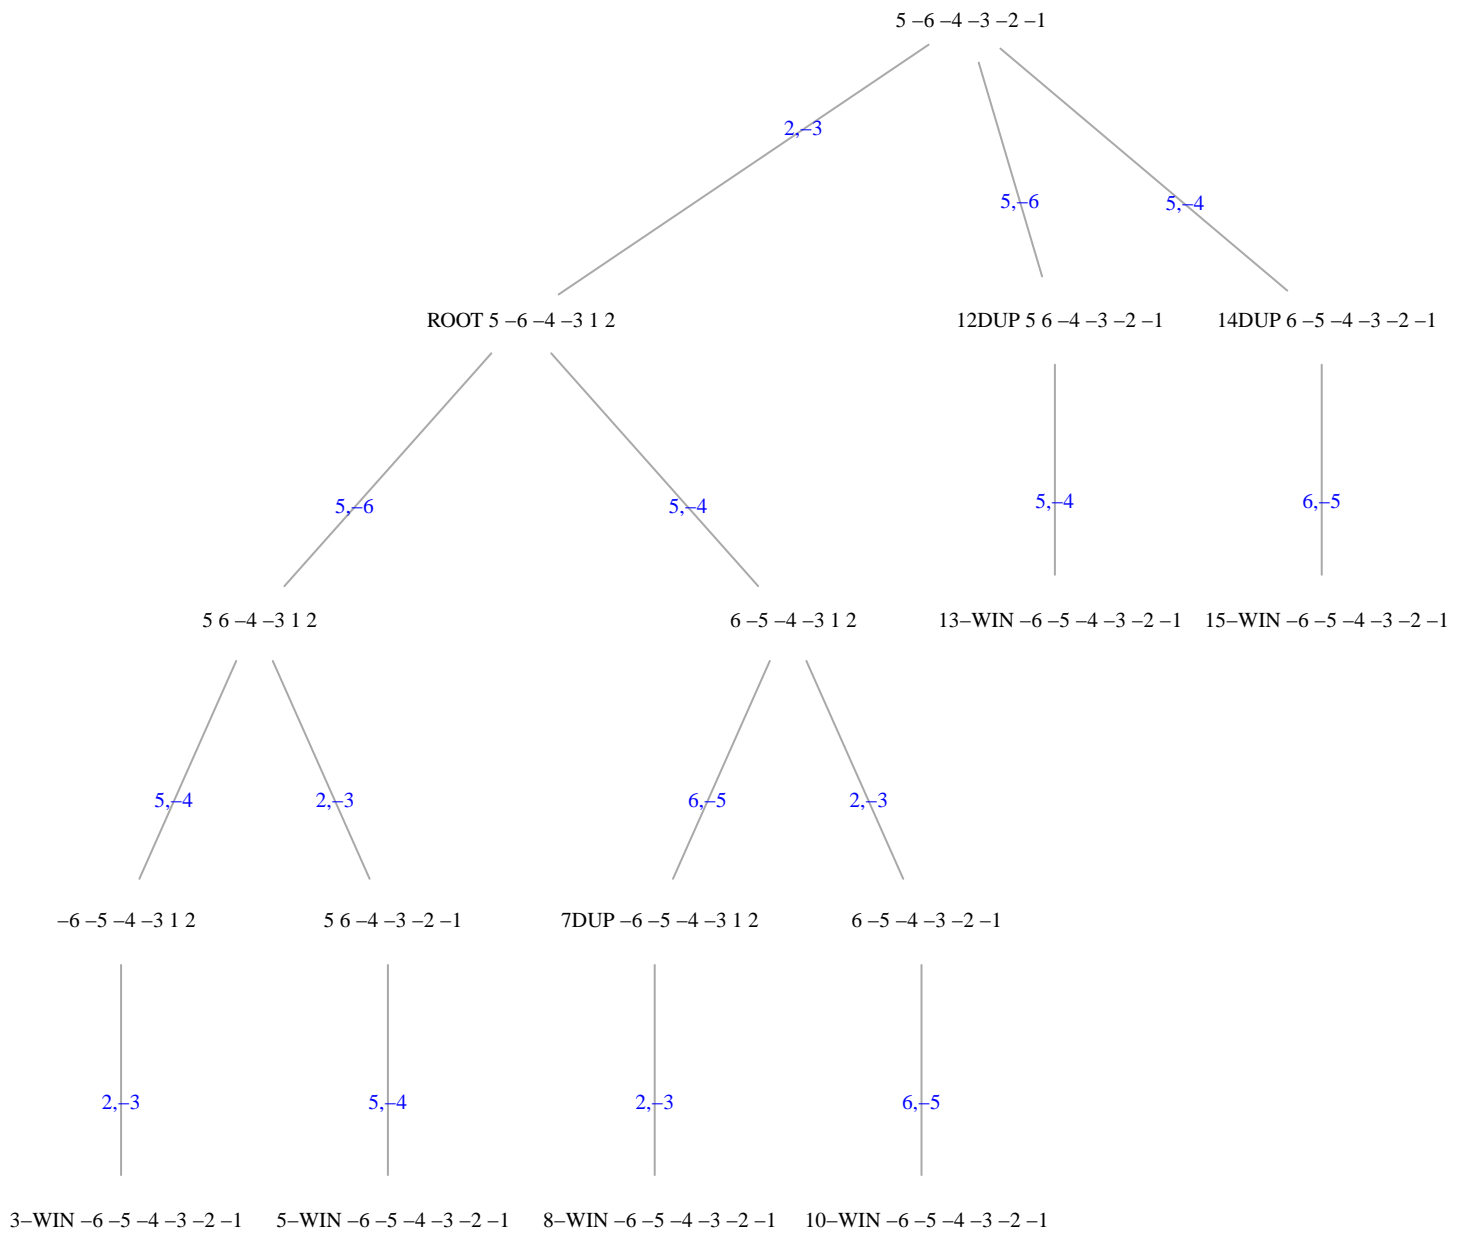 5 –6 –4 –3 –2 –1
2,–3
5,–6
5,–4
ROOT 5 –6 –4 –3 1 2
12DUP 5 6 –4 –3 –2 –1
14DUP 6 –5 –4 –3 –2 –1
5,–6
5,–4
5,–4
6,–5
5 6 –4 –3 1 2
6 –5 –4 –3 1 2
13–WIN –6 –5 –4 –3 –2 –1
15–WIN –6 –5 –4 –3 –2 –1
5,–4
2,–3
6,–5
2,–3
–6 –5 –4 –3 1 2
5 6 –4 –3 –2 –1
7DUP –6 –5 –4 –3 1 2
6 –5 –4 –3 –2 –1
2,–3
5,–4
2,–3
6,–5
3–WIN –6 –5 –4 –3 –2 –1
5–WIN –6 –5 –4 –3 –2 –1
8–WIN –6 –5 –4 –3 –2 –1
10–WIN –6 –5 –4 –3 –2 –1